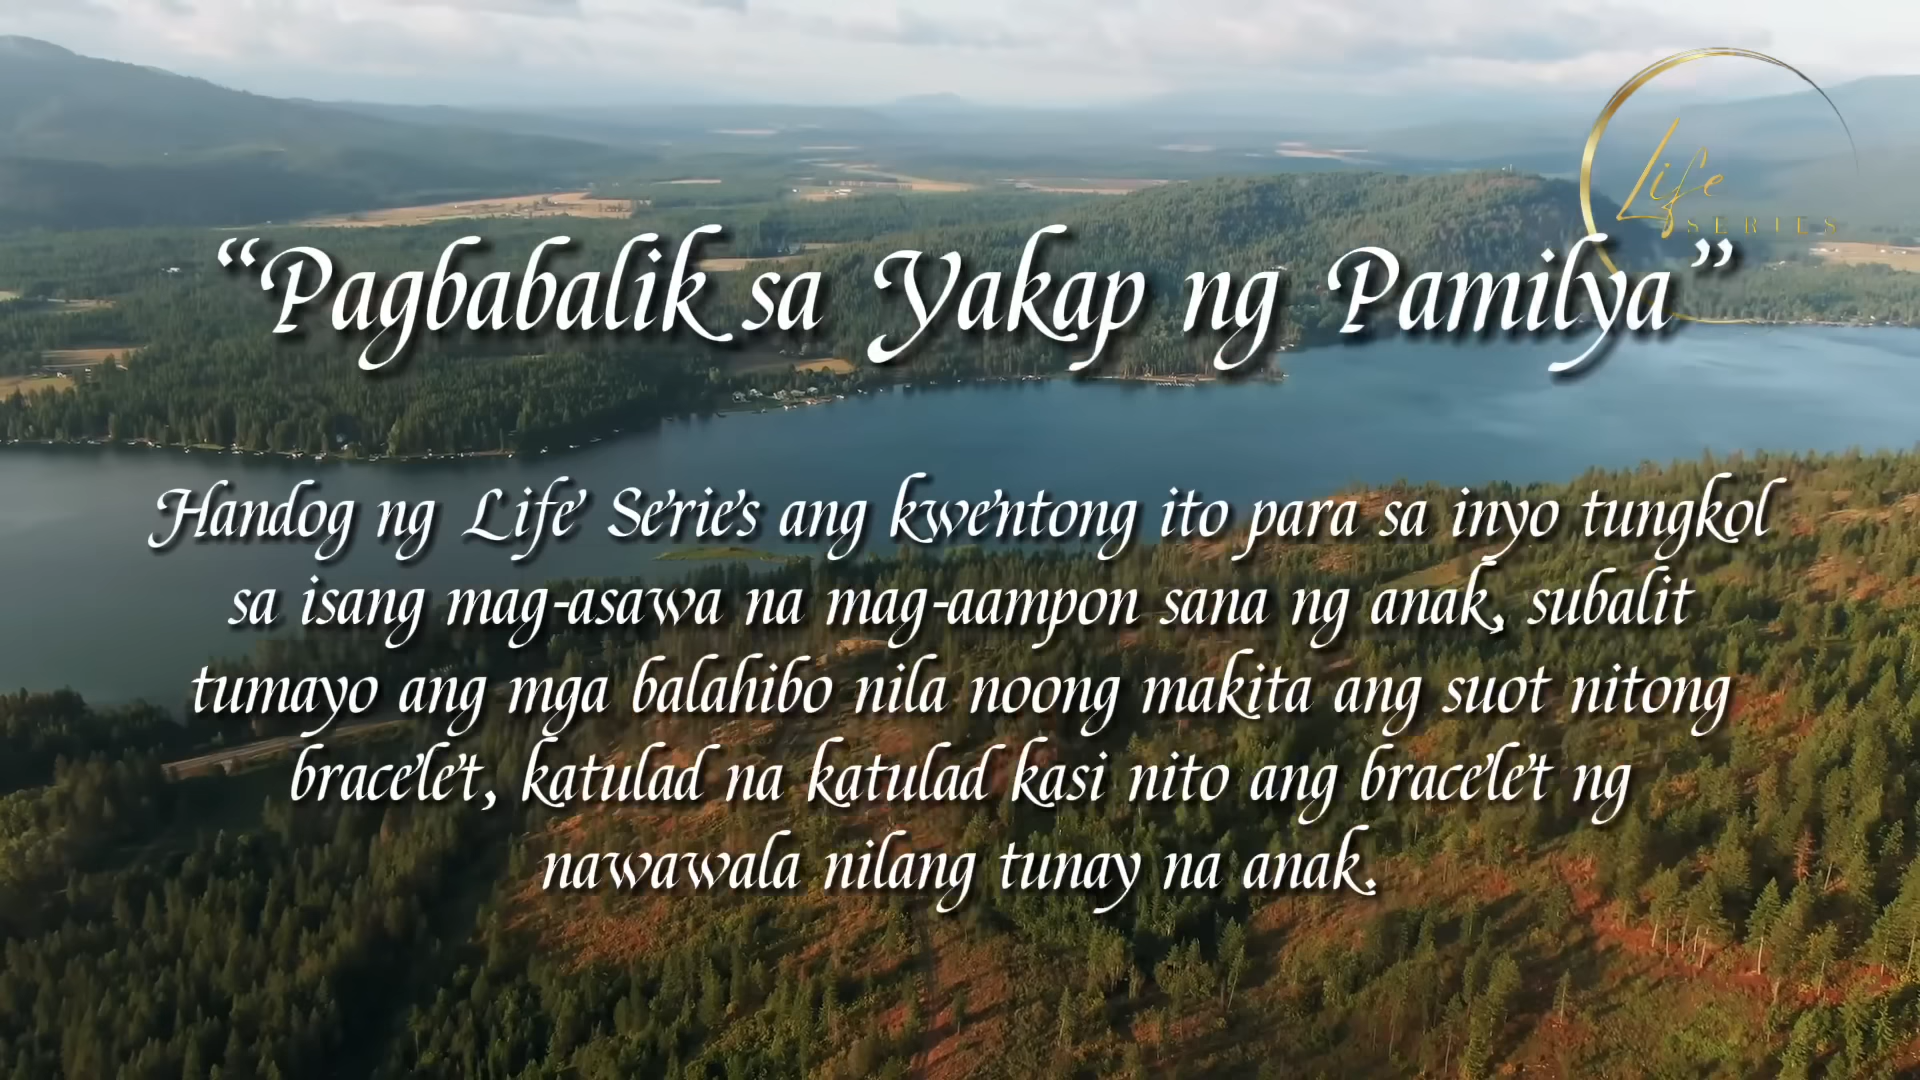 Life
SERIES
“Pagbabalik sa Yakap ng Pamilya”
Handog ng Life Series ang kwentong ito para sa inyo tungkol
sa isang mag-asawa na mag-aampon sana ng anak, subalit
tumayo ang mga balahibo nila noong makita ang suot nitong
bracelet, katulad na katulad kasi nito ang bracelet ng
nawawala nilang tunay na anak.